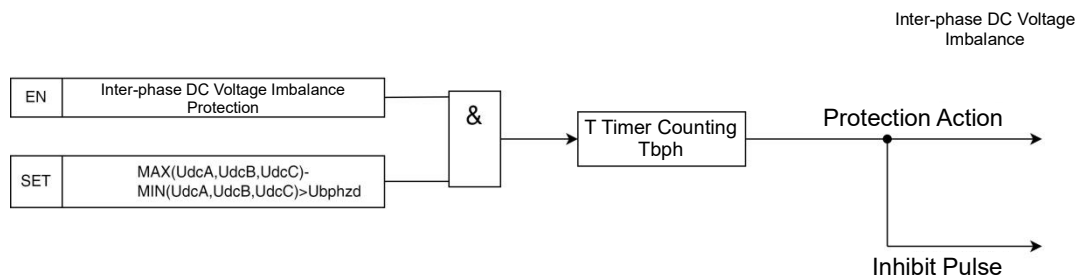 Inter-phase DC Voltage
Imbalance
EN
Inter-phase DC Voltage Imbalance
Protection
&
T Timer Counting
Tbph
Protection Action
SET
MAX(UdcA,UdcB,UdcC)-
MIN(UdcA,UdcB,UdcC)>Ubphzd
Inhibit Pulse